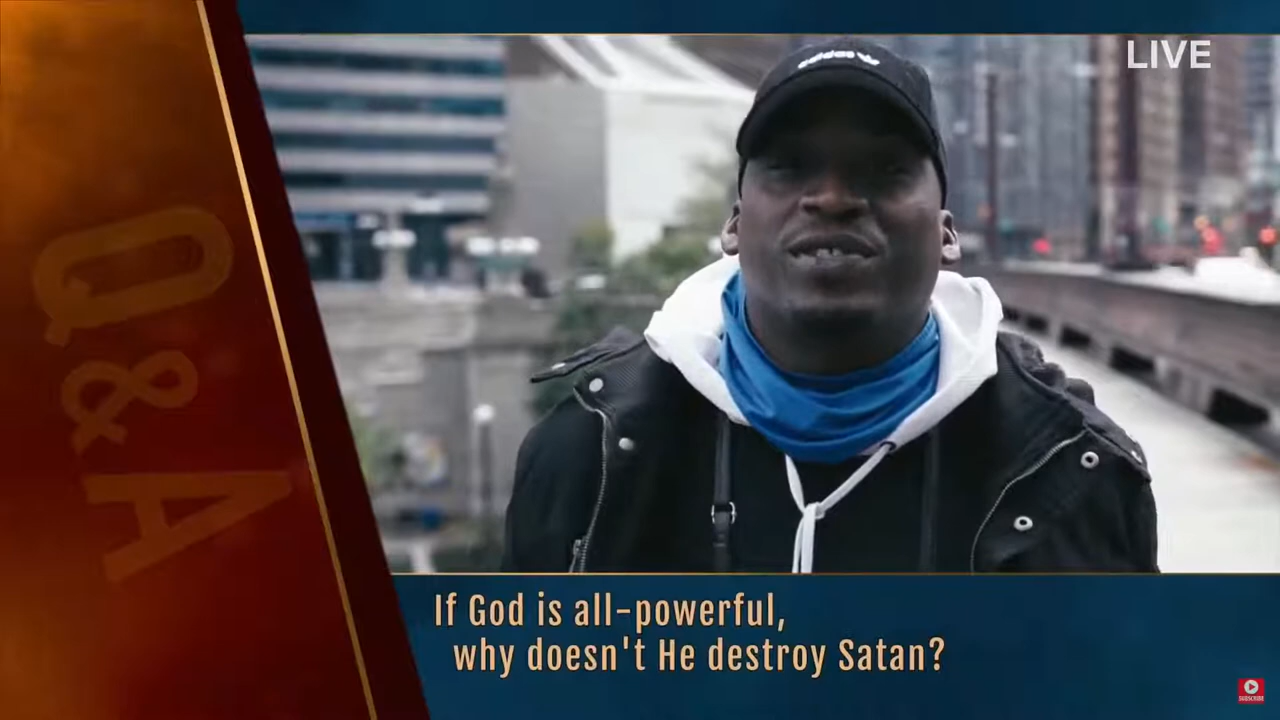 LIVE
adidas
Q&A
If God is all-powerful,
why doesn't He destroy Satan?
SUBSCRIBE